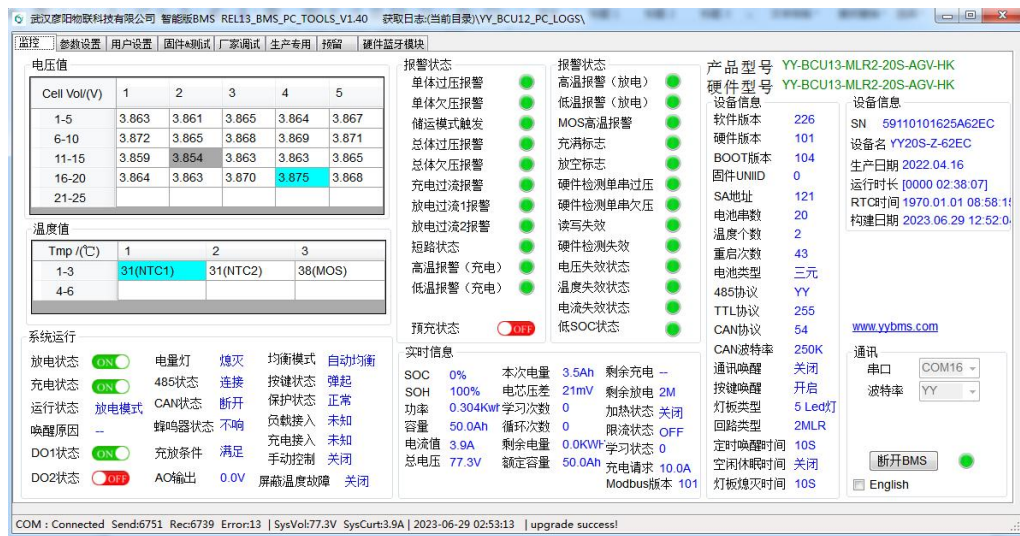 武汉彦阳物联科技有限公司 智能版BMS REL13_BMS_PC_TOOLS_V1.40 获取日志:(当前目录)\YY_BCU12_PC_LOGS\
监控 参数设置 用户设置 固件&测试 厂家调试 生产专用 预留 硬件蓝牙模块
电压值
Cell Vol/(V) 1 2 3 4 5
1-5 3.863 3.861 3.865 3.864 3.867
6-10 3.872 3.865 3.868 3.869 3.871
11-15 3.859 3.854 3.863 3.863 3.865
16-20 3.864 3.863 3.870 3.875 3.868
21-25
温度值
Tmp /(℃) 1 2 3
1-3 31(NTC1) 31(NTC2) 38(MOS)
4-6
系统运行
放电状态 ON 电量灯 熄灭 均衡模式 自动均衡
充电状态 ON 485状态 连接 按键状态 弹起
运行状态 放电模式 CAN状态 断开 保护状态 正常
唤醒原因 -- 蜂鸣器状态 不响 负载接入 未知
充电接入 未知
DO1状态 ON 充放条件 满足 手动控制 关闭
DO2状态 OFF AO输出 0.0V 屏蔽温度故障 关闭
报警状态
单体过压报警
单体欠压报警
储运模式触发
总体过压报警
总体欠压报警
充电过流报警
放电过流1报警
放电过流2报警
短路状态
高温报警（充电）
低温报警（充电）
预充状态 OFF
报警状态
高温报警（放电）
低温报警（放电）
MOS高温报警
充满标志
放空标志
硬件检测单串过压
硬件检测单串欠压
读写失效
硬件检测失效
电压失效状态
温度失效状态
电流失效状态
低SOC状态
实时信息
SOC 0% 本次电量 3.5Ah 剩余充电 --
SOH 100% 电芯压差 21mV 剩余放电 2M
功率 0.304Kwh 学习次数 0 加热状态 关闭
容量 50.0Ah 循环次数 0 限流状态 OFF
电流值 3.9A 剩余电量 0.0KWH 学习状态 0
总电压 77.3V 额定容量 50.0Ah 充电请求 10.0A
Modbus版本 101
产品型号 YY-BCU13-MLR2-20S-AGV-HK
硬件型号 YY-BCU13-MLR2-20S-AGV-HK
设备信息
软件版本 226
硬件版本 101
BOOT版本 104
固件UNIID 0
SA地址 121
电池串数 20
温度个数 2
重启次数 43
电池类型 三元
485协议 YY
TTL协议 255
CAN协议 54
CAN波特率 250K
通讯唤醒 关闭
按键唤醒 开启
灯板类型 5 Led灯
回路类型 2MLR
定时唤醒时间 10S
空闲休眠时间 关闭
灯板熄灭时间 10S
设备信息
SN 59110101625A62EC
设备名 YY20S-Z-62EC
生产日期 2022.04.16
运行时长 [0000 02:38:07]
RTC时间 1970.01.01 08:58:15
构建日期 2023.06.29 12:52:0
www.yybms.com
通讯
串口 COM16
波特率 YY
断开BMS
English
COM : Connected Send:6751 Rec:6739 Error:13 | SysVol:77.3V SysCurt:3.9A | 2023-06-29 02:53:13 | upgrade success!